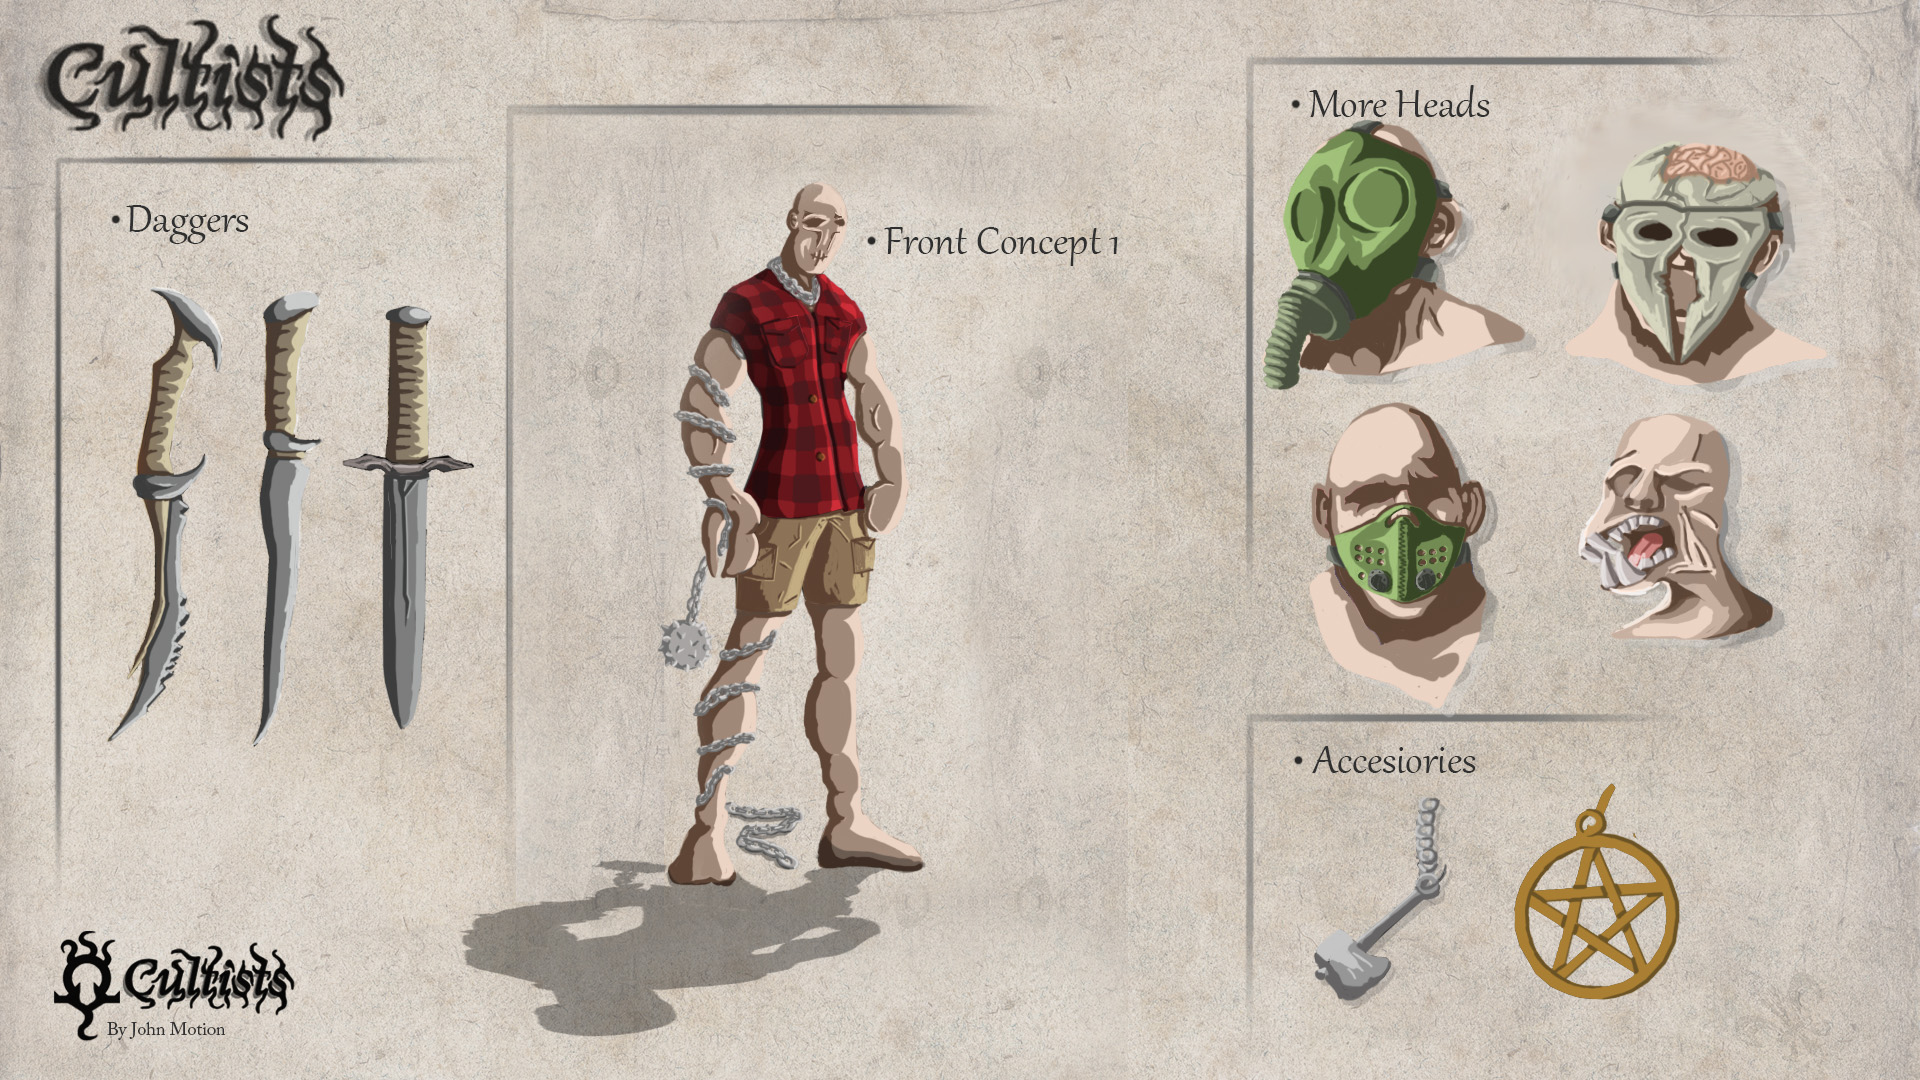 Cultists
• Daggers
• Front Concept 1
• More Heads
• Accesiories
Cultists
By John Motion